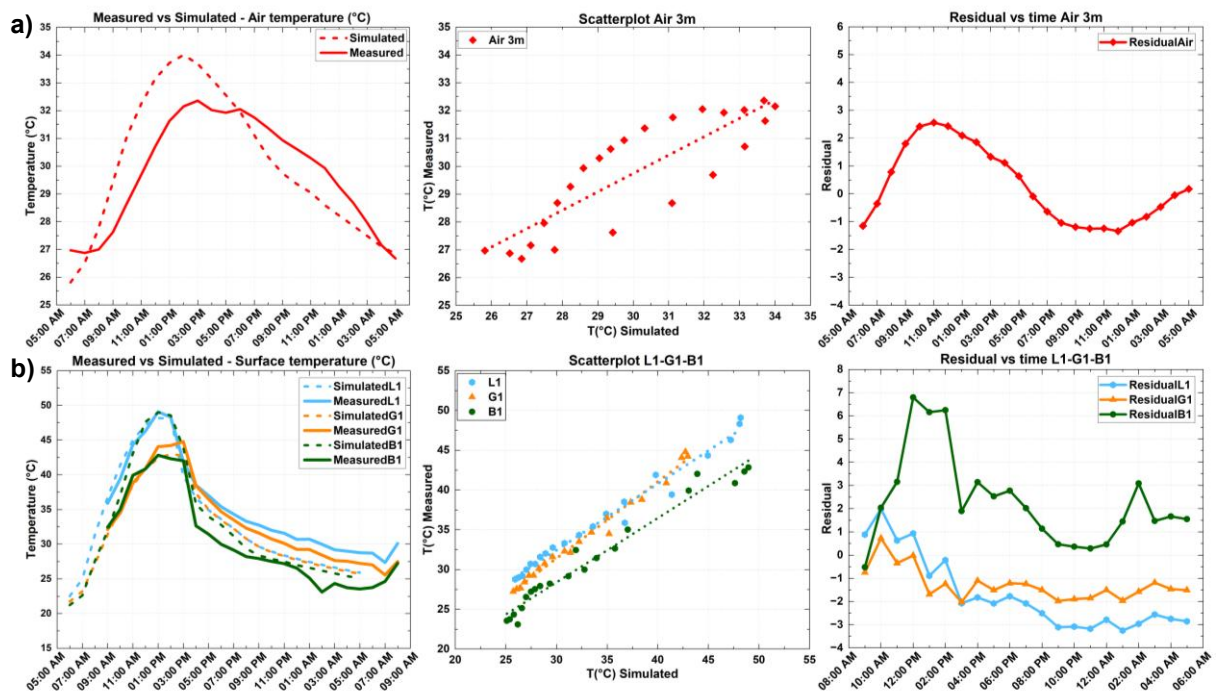 a)
Measured vs Simulated - Air temperature (°C)
Simulated
Measured
Temperature (°C)
35
34
33
32
31
30
29
28
27
26
25
05:00 AM
07:00 AM
09:00 AM
11:00 AM
01:00 PM
03:00 PM
05:00 PM
07:00 PM
09:00 PM
11:00 PM
01:00 AM
03:00 AM
05:00 AM
Scatterplot Air 3m
Air 3m
T(°C) Measured
35
34
33
32
31
30
29
28
27
26
25
25 26 27 28 29 30 31 32 33 34 35
T(°C) Simulated
Residual vs time Air 3m
ResidualAir
Residual
6
5
4
3
2
1
0
−1
−2
−3
−4
05:00 AM
07:00 AM
09:00 AM
11:00 AM
01:00 PM
03:00 PM
05:00 PM
07:00 PM
09:00 PM
11:00 PM
01:00 AM
03:00 AM
05:00 AM
b)
Measured vs Simulated - Surface temperature (°C)
SimulatedL1
MeasuredL1
SimulatedG1
MeasuredG1
SimulatedB1
MeasuredB1
Temperature (°C)
55
50
45
40
35
30
25
20
15
05:00 AM
07:00 AM
09:00 AM
11:00 AM
01:00 PM
03:00 PM
05:00 PM
07:00 PM
09:00 PM
11:00 PM
01:00 AM
03:00 AM
05:00 AM
07:00 AM
09:00 AM
Scatterplot L1-G1-B1
L1
G1
B1
T(°C) Measured
55
50
45
40
35
30
25
20
20 25 30 35 40 45 50 55
T(°C) Simulated
Residual vs time L1-G1-B1
ResidualL1
ResidualG1
ResidualB1
Residual
8
7
6
5
4
3
2
1
0
−1
−2
−3
−4
08:00 AM
10:00 AM
12:00 PM
02:00 PM
04:00 PM
06:00 PM
08:00 PM
10:00 PM
12:00 AM
02:00 AM
04:00 AM
06:00 AM